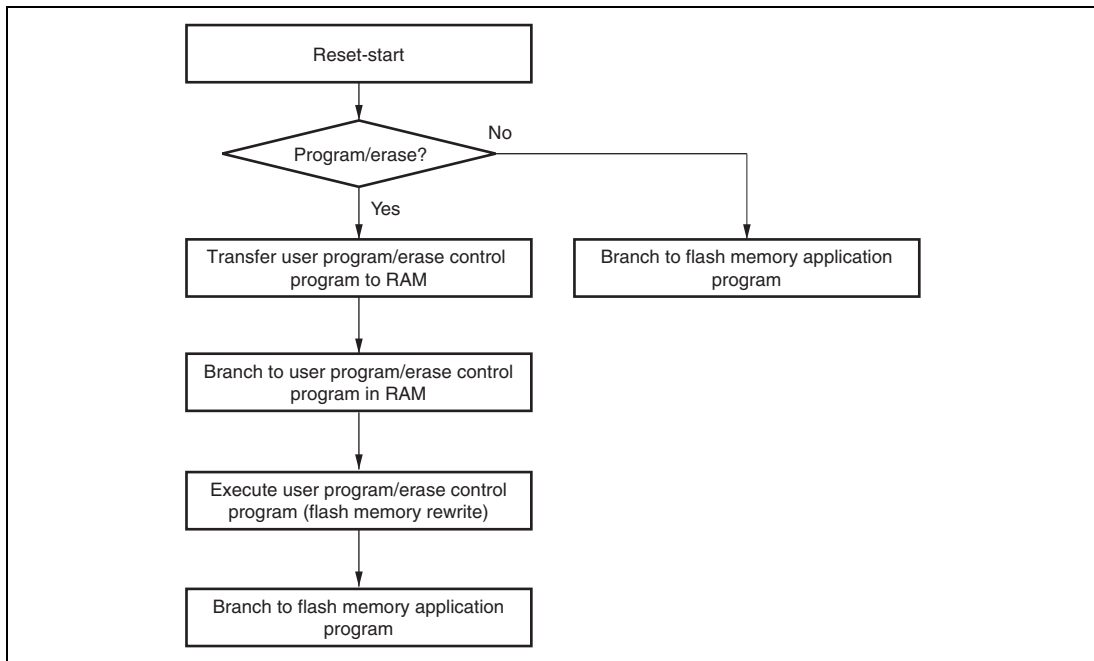 Reset-start
No
Program/erase?
Yes
Transfer user program/erase control
program to RAM
Branch to flash memory application
program
Branch to user program/erase control
program in RAM
Execute user program/erase control
program (flash memory rewrite)
Branch to flash memory application
program